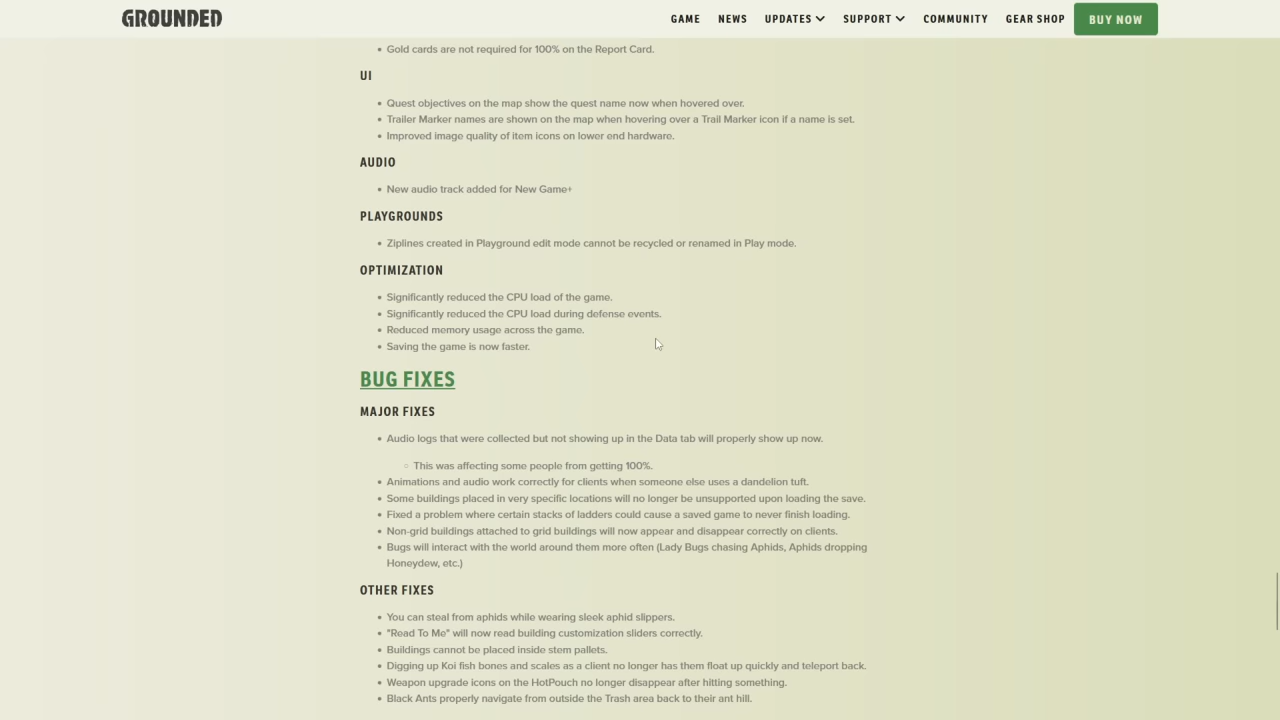 GROUNDED
GAME NEWS UPDATES SUPPORT COMMUNITY GEAR SHOP BUY NOW
• Gold cards are not required for 100% on the Report Card.
UI
• Quest objectives on the map show the quest name now when hovered over.
• Trailer Marker names are shown on the map when hovering over a Trail Marker icon if a name is set.
• Improved image quality of item icons on lower end hardware.
AUDIO
• New audio track added for New Game+
PLAYGROUNDS
• Ziplines created in Playground edit mode cannot be recycled or renamed in Play mode.
OPTIMIZATION
• Significantly reduced the CPU load of the game.
• Significantly reduced the CPU load during defense events.
• Reduced memory usage across the game.
• Saving the game is now faster.
BUG FIXES
MAJOR FIXES
• Audio logs that were collected but not showing up in the Data tab will properly show up now.
◦ This was affecting some people from getting 100%.
• Animations and audio work correctly for clients when someone else uses a dandelion tuft.
• Some buildings placed in very specific locations will no longer be unsupported upon loading the save.
• Fixed a problem where certain stacks of ladders could cause a saved game to never finish loading.
• Non-grid buildings attached to grid buildings will now appear and disappear correctly on clients.
• Bugs will interact with the world around them more often (Lady Bugs chasing Aphids, Aphids dropping
Honeydew, etc.)
OTHER FIXES
• You can steal from aphids while wearing sleek aphid slippers.
• "Read To Me" will now read building customization sliders correctly.
• Buildings cannot be placed inside stem pallets.
• Digging up Koi fish bones and scales as a client no longer has them float up quickly and teleport back.
• Weapon upgrade icons on the HotPouch no longer disappear after hitting something.
• Black Ants properly navigate from outside the Trash area back to their ant hill.